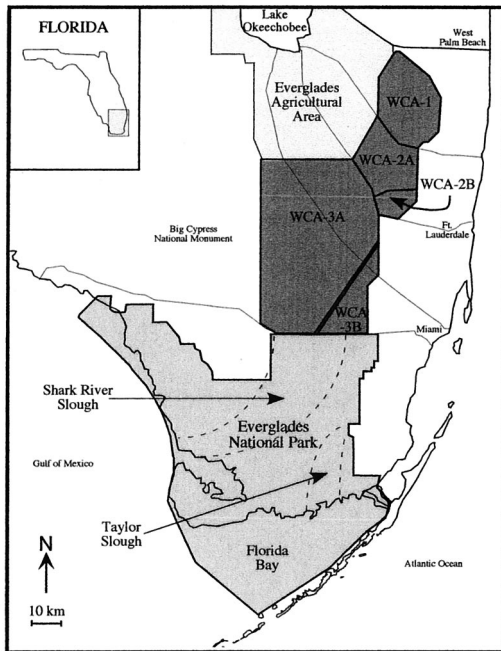 FLORIDA
Lake
Okeechobee
West
Palm Beach
Everglades
Agricultural
Area
WCA-1
WCA-2A
WCA-2B
WCA-3A
Big Cypress
National Monument
Ft.
Lauderdale
WCA
-3B
Miami
Shark River
Slough
Everglades
National Park
Gulf of Mexico
Taylor
Slough
Florida
Bay
N
Atlantic Ocean
10 km